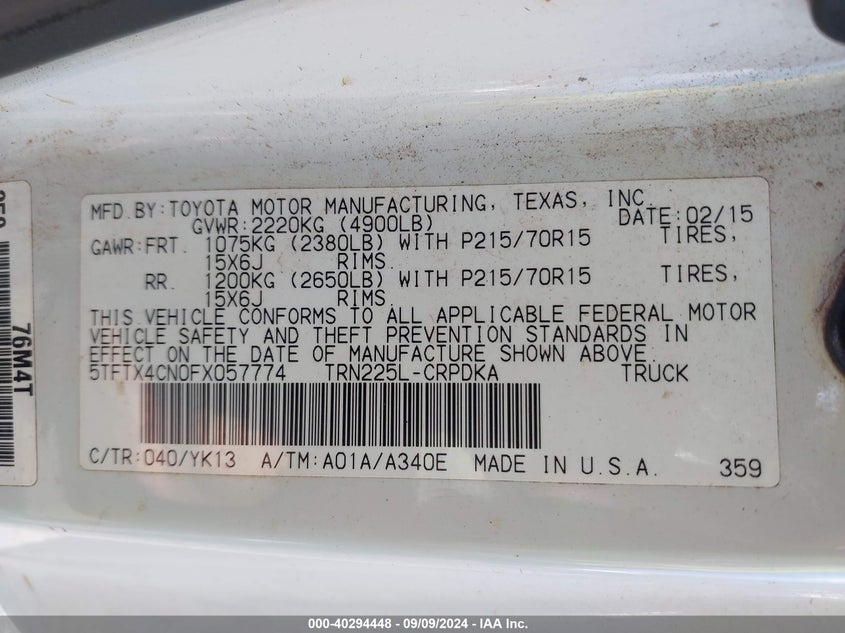 MFD.BY:TOYOTA MOTOR MANUFACTURING, TEXAS, INC.
GVWR:2220KG (4900LB) DATE:02/15
GAWR:FRT. 1075KG (2380LB) WITH P215/70R15 TIRES,
15X6J RIMS.
RR. 1200KG (2650LB) WITH P215/70R15 TIRES,
15X6J RIMS.
THIS VEHICLE CONFORMS TO ALL APPLICABLE FEDERAL MOTOR
VEHICLE SAFETY AND THEFT PREVENTION STANDARDS IN
EFFECT ON THE DATE OF MANUFACTURE SHOWN ABOVE.
5TFTX4CN0FX057774 TRN225L-CRPDKA TRUCK
C/TR:040/YK13 A/TM:A01A/A340E MADE IN U.S.A. 359
76M4T
000-40294448 - 09/09/2024 - IAA Inc.